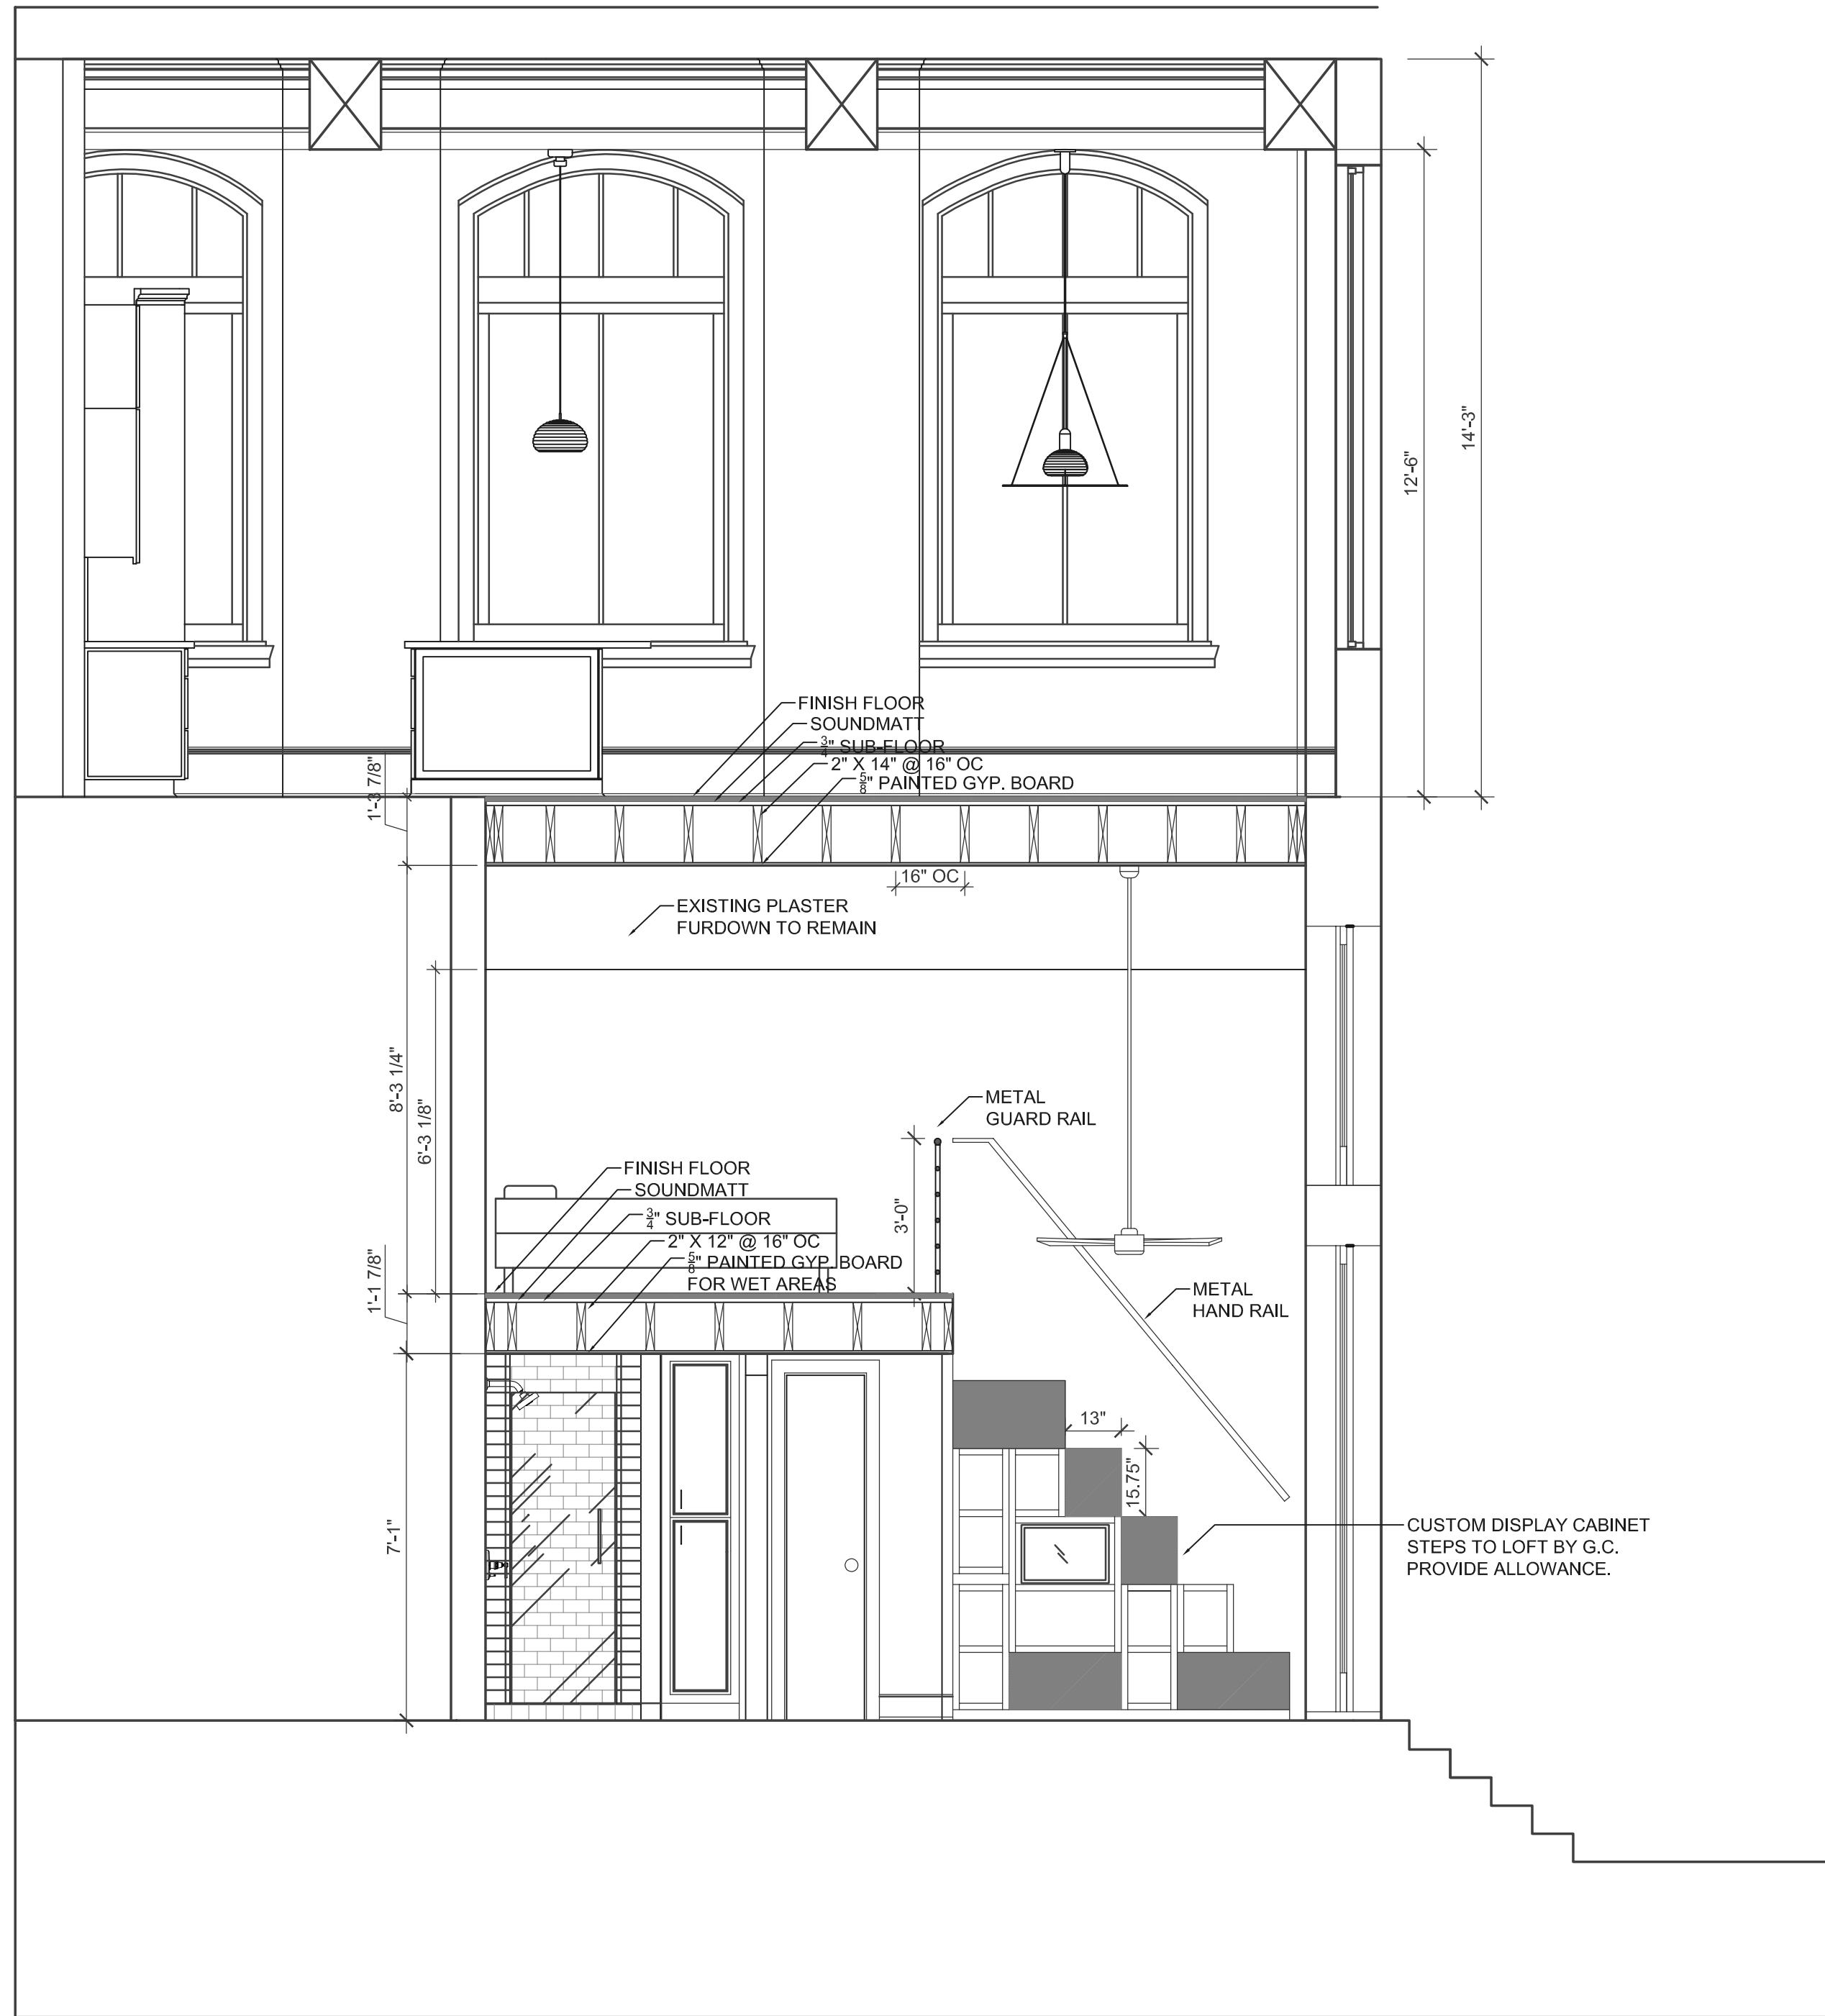 14'-3"
12'-6"
FINISH FLOOR
SOUNDMATT
3/4" SUB-FLOOR
2" X 14" @ 16" OC
5/8" PAINTED GYP. BOARD
1'-3 7/8"
16" OC
EXISTING PLASTER
FURDOWN TO REMAIN
8'-3 1/4"
6'-3 1/8"
METAL
GUARD RAIL
3'-0"
FINISH FLOOR
SOUNDMATT
3/4" SUB-FLOOR
2" X 12" @ 16" OC
5/8" PAINTED GYP. BOARD
FOR WET AREAS
1'-1 7/8"
METAL
HAND RAIL
13"
15.75"
7'-1"
CUSTOM DISPLAY CABINET
STEPS TO LOFT BY G.C.
PROVIDE ALLOWANCE.